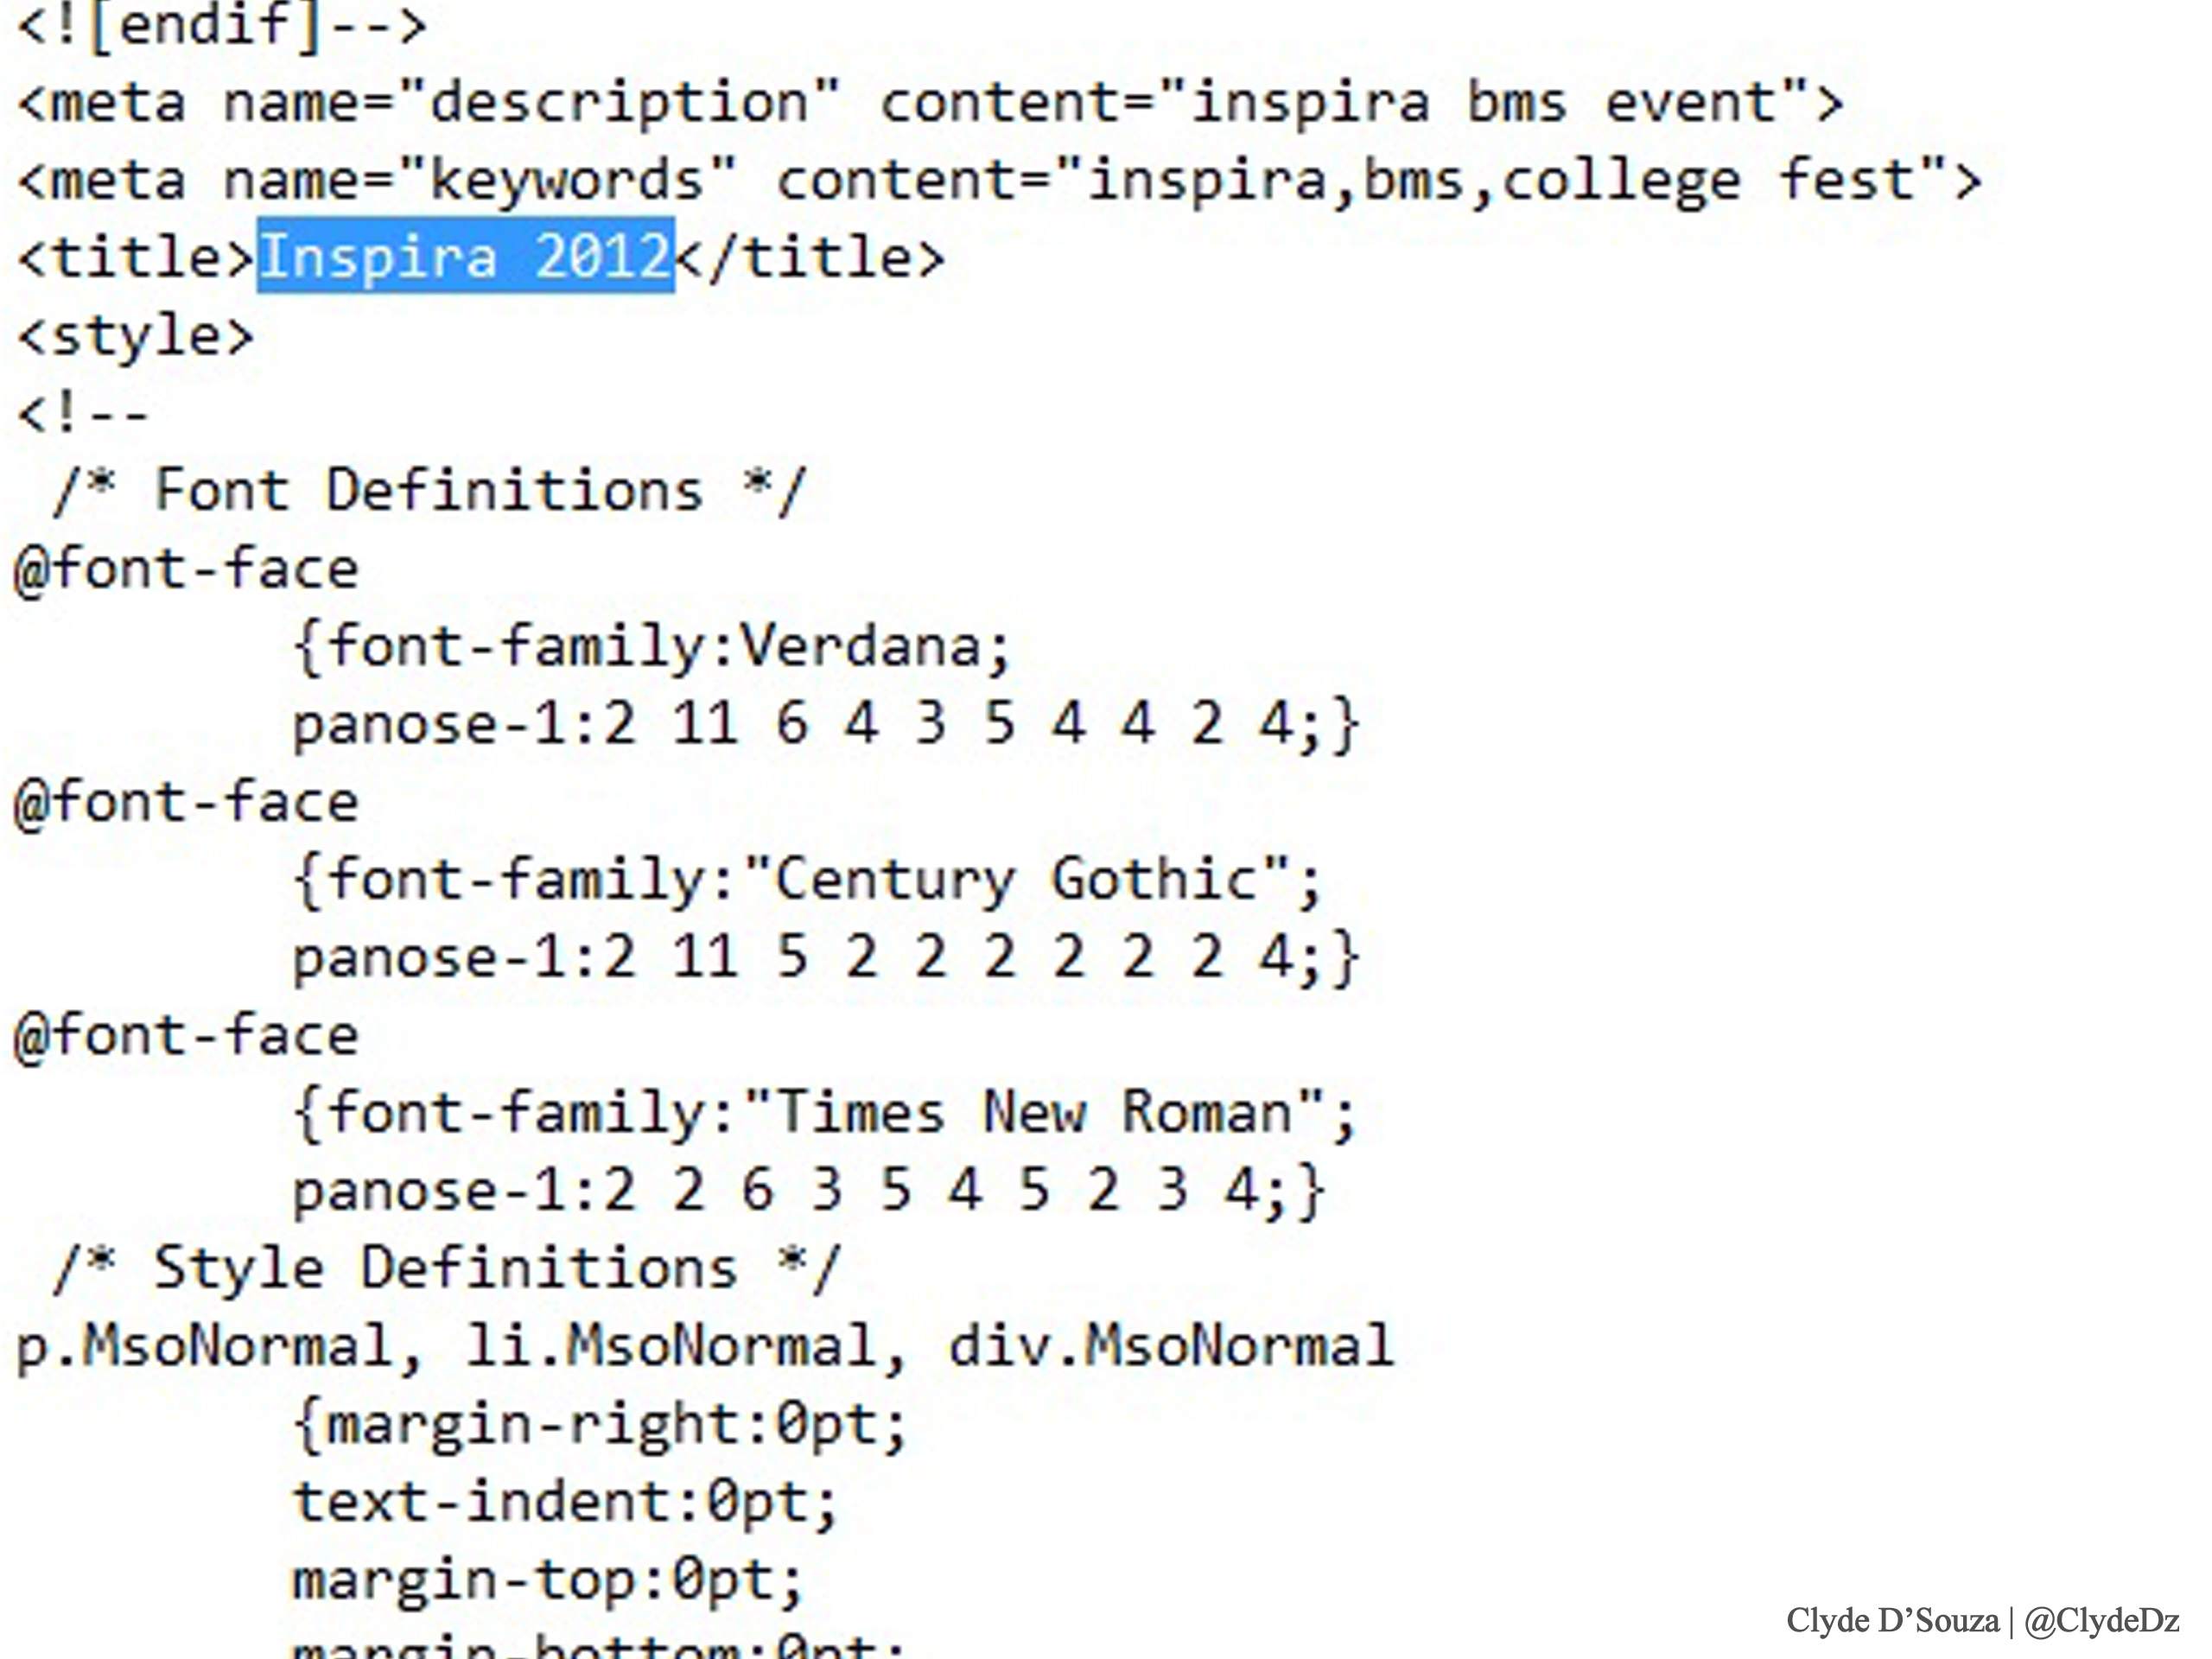 <![endif]-->
<meta name="description" content="inspira bms event">
<meta name="keywords" content="inspira,bms,college fest">
<title>Inspira 2012</title>
<style>
<!--
 /* Font Definitions */
@font-face
	{font-family:Verdana;
	panose-1:2 11 6 4 3 5 4 4 2 4;}
@font-face
	{font-family:"Century Gothic";
	panose-1:2 11 5 2 2 2 2 2 2 4;}
@font-face
	{font-family:"Times New Roman";
	panose-1:2 2 6 3 5 4 5 2 3 4;}
 /* Style Definitions */
p.MsoNormal, li.MsoNormal, div.MsoNormal
	{margin-right:0pt;
	text-indent:0pt;
	margin-top:0pt;
	margin-bottom:0pt;
Clyde D’Souza | @ClydeDz